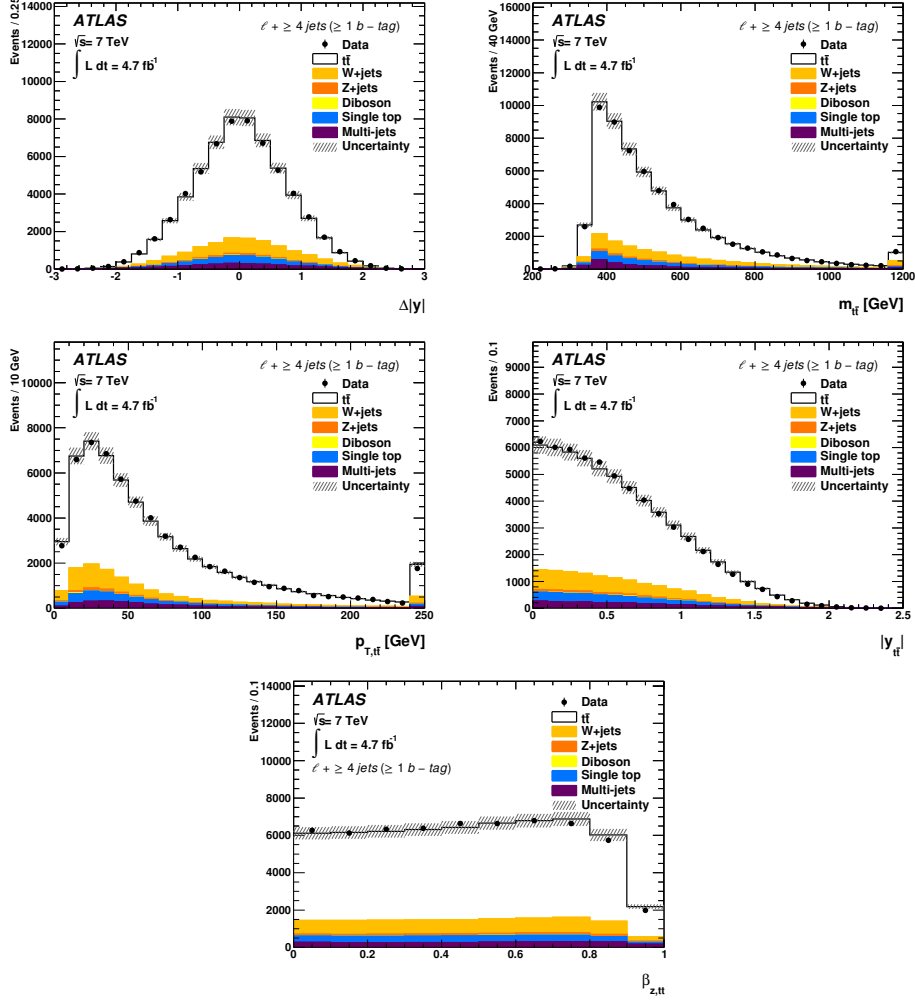 Events / 0.25
14000
12000
10000
8000
6000
4000
2000
0
ATLAS
√s= 7 TeV
∫ L dt = 4.7 fb⁻¹
ℓ + ≥ 4 jets (≥ 1 b − tag)
Data
tt̄
W+jets
Z+jets
Diboson
Single top
Multi-jets
Uncertainty
-3 -2 -1 0 1 2 3
Δ|y|
Events / 40 GeV
14000
12000
10000
8000
6000
4000
2000
0
ATLAS
√s= 7 TeV
∫ L dt = 4.7 fb⁻¹
ℓ + ≥ 4 jets (≥ 1 b − tag)
Data
tt̄
W+jets
Z+jets
Diboson
Single top
Multi-jets
Uncertainty
200 400 600 800 1000 1200
m_tt̄ [GeV]
Events / 10 GeV
10000
8000
6000
4000
2000
0
ATLAS
√s= 7 TeV
∫ L dt = 4.7 fb⁻¹
ℓ + ≥ 4 jets (≥ 1 b − tag)
Data
tt̄
W+jets
Z+jets
Diboson
Single top
Multi-jets
Uncertainty
0 50 100 150 200 250
p_T,tt̄ [GeV]
Events / 0.1
9000
8000
7000
6000
5000
4000
3000
2000
1000
0
ATLAS
√s= 7 TeV
∫ L dt = 4.7 fb⁻¹
ℓ + ≥ 4 jets (≥ 1 b − tag)
Data
tt̄
W+jets
Z+jets
Diboson
Single top
Multi-jets
Uncertainty
0 0.5 1 1.5 2 2.5
|y_tt̄|
Events / 0.1
14000
12000
10000
8000
6000
4000
2000
0
ATLAS
√s= 7 TeV
∫ L dt = 4.7 fb⁻¹
ℓ + ≥ 4 jets (≥ 1 b − tag)
Data
tt̄
W+jets
Z+jets
Diboson
Single top
Multi-jets
Uncertainty
0 0.2 0.4 0.6 0.8 1
β_z,tt